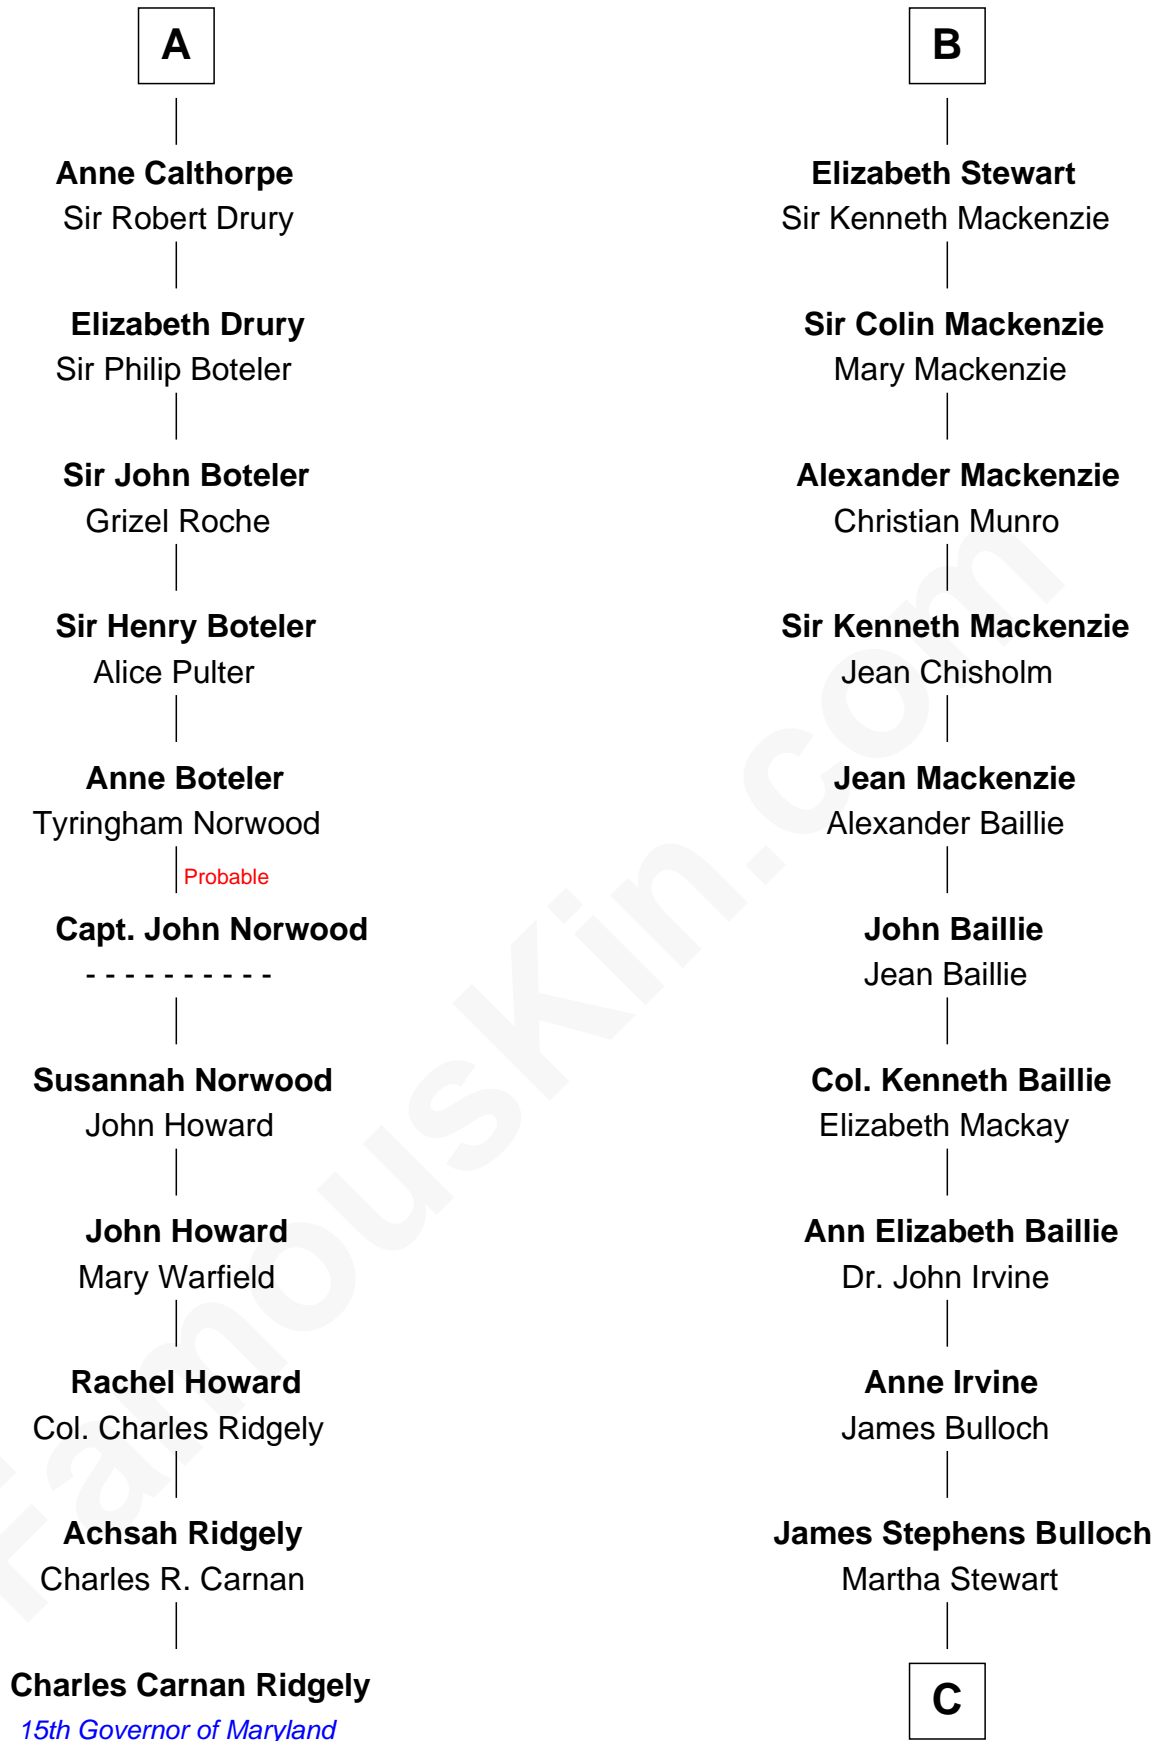 A
Anne Calthorpe
Sir Robert Drury
Elizabeth Drury
Sir Philip Boteler
Sir John Boteler
Grizel Roche
Sir Henry Boteler
Alice Pulter
Anne Boteler
Tyringham Norwood
Probable
Capt. John Norwood
- - - - - - - - - -
Susannah Norwood
John Howard
John Howard
Mary Warfield
Rachel Howard
Col. Charles Ridgely
Achsah Ridgely
Charles R. Carnan
Charles Carnan Ridgely
15th Governor of Maryland
B
Elizabeth Stewart
Sir Kenneth Mackenzie
Sir Colin Mackenzie
Mary Mackenzie
Alexander Mackenzie
Christian Munro
Sir Kenneth Mackenzie
Jean Chisholm
Jean Mackenzie
Alexander Baillie
John Baillie
Jean Baillie
Col. Kenneth Baillie
Elizabeth Mackay
Ann Elizabeth Baillie
Dr. John Irvine
Anne Irvine
James Bulloch
James Stephens Bulloch
Martha Stewart
C
FamousKin.com